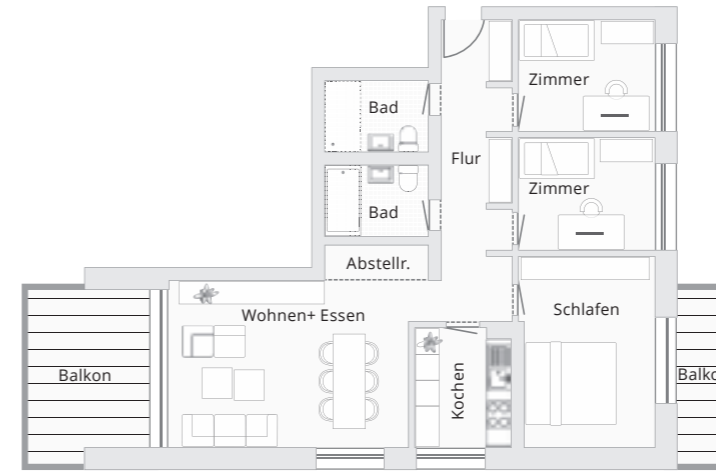 Zimmer
Bad
Flur
Zimmer
Bad
Abstellr.
Wohnen+ Essen
Schlafen
Balkon
Kochen
Balko